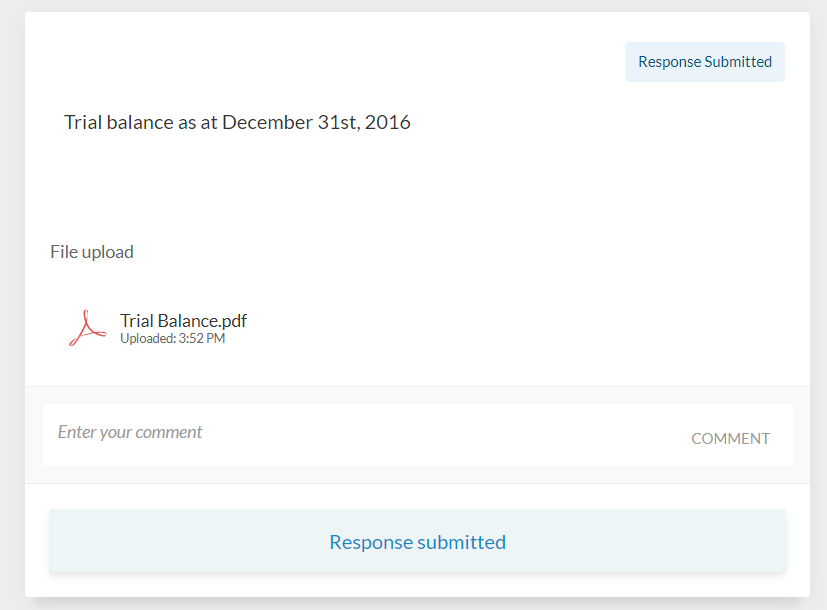 Response Submitted
Trial balance as at December 31st, 2016
File upload
Trial Balance.pdf
Uploaded: 3:52 PM
Enter your comment
COMMENT
Response submitted